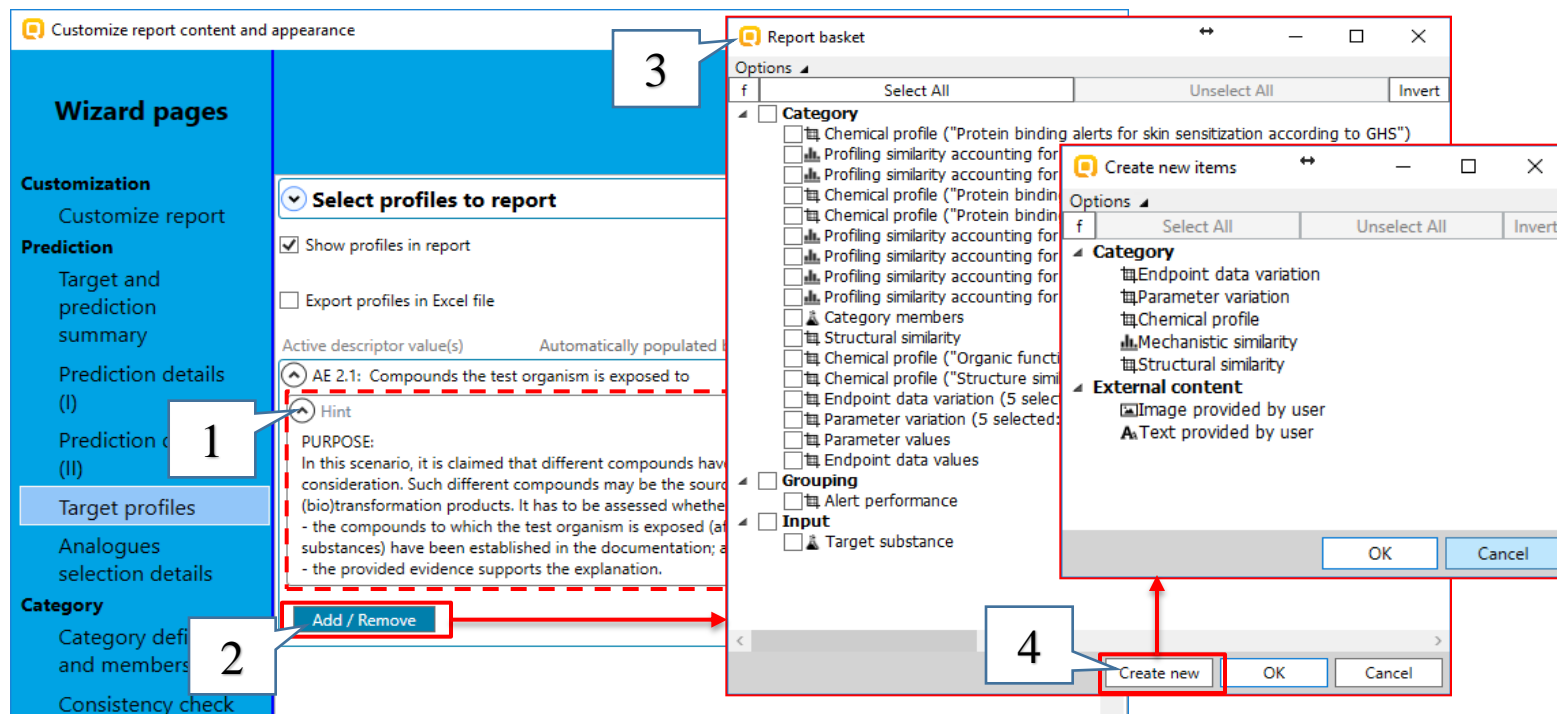 Customize report content and appearance
Wizard pages
Customization
Customize report
Prediction
Target and
prediction
summary
Prediction details
(I)
Prediction
(II)
Target profiles
Analogues
selection details
Category
Category defi
and members
Consistency check
Select profiles to report
Show profiles in report
Export profiles in Excel file
Active descriptor value(s)
Automatically populated
AE 2.1: Compounds the test organism is exposed to
Hint
PURPOSE:
In this scenario, it is claimed that different compounds have
consideration. Such different compounds may be the sourc
(bio)transformation products. It has to be assessed whethe
- the compounds to which the test organism is exposed (af
substances) have been established in the documentation; a
- the provided evidence supports the explanation.
Add / Remove
1
2
3
Report basket
Options
f
Select All
Unselect All
Invert
Category
Chemical profile ("Protein binding alerts for skin sensitization according to GHS")
Profiling similarity accounting for
Profiling similarity accounting for
Chemical profile ("Protein bindin
Chemical profile ("Protein bindin
Profiling similarity accounting for
Profiling similarity accounting for
Profiling similarity accounting for
Profiling similarity accounting for
Category members
Structural similarity
Chemical profile ("Organic functi
Chemical profile ("Structure simi
Endpoint data variation (5 selec
Parameter variation (5 selected:
Parameter values
Endpoint data values
Grouping
Alert performance
Input
Target substance
4
Create new
OK
Cancel
Create new items
Options
f
Select All
Unselect All
Invert
Category
Endpoint data variation
Parameter variation
Chemical profile
Mechanistic similarity
Structural similarity
External content
Image provided by user
Text provided by user
OK
Cancel